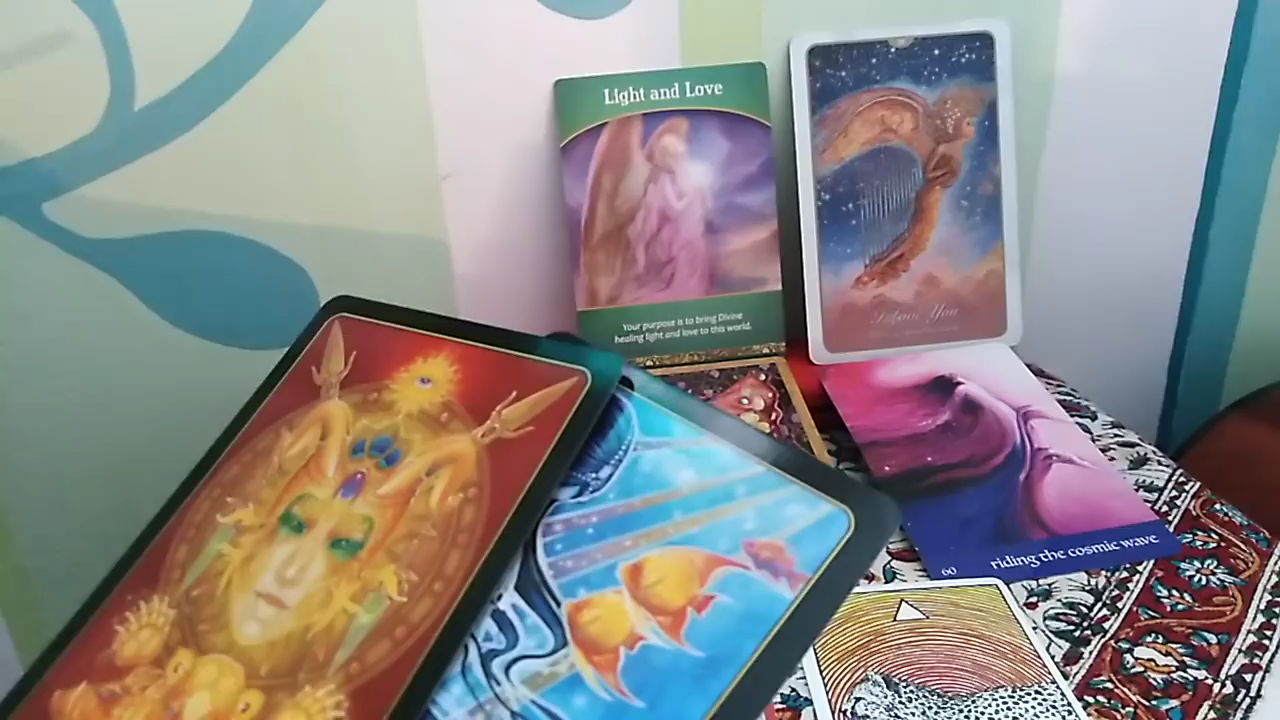 Light and Love
Your purpose is to bring Divine
healing light and love to this world.
You
60
riding the cosmic wave